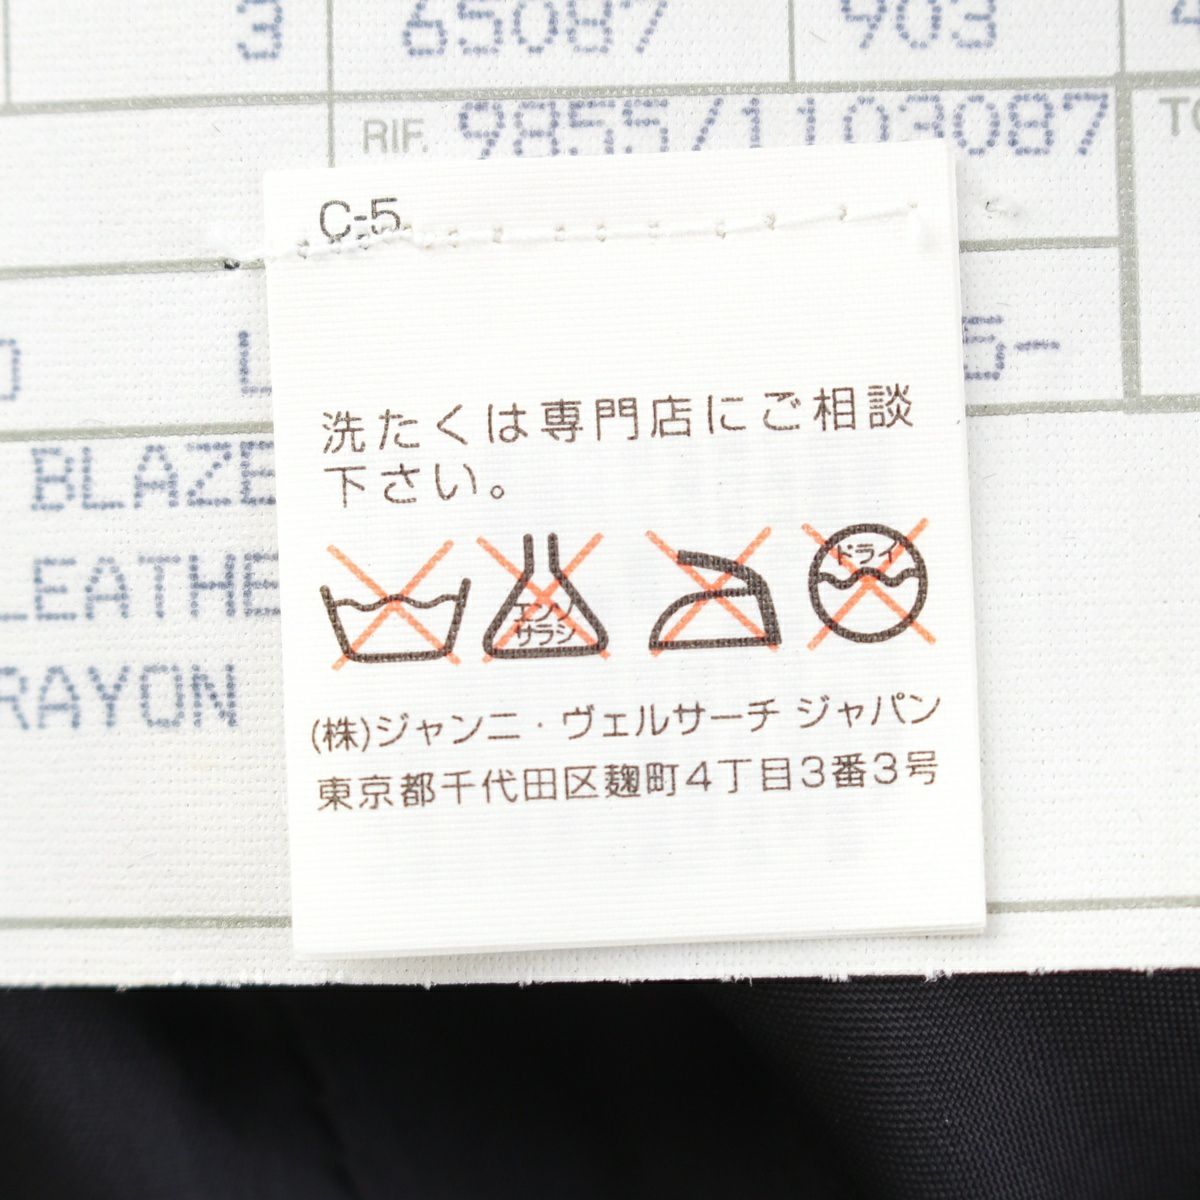 3 65087 903
RIF. 9855/1103087
C-5
洗たくは専門店にご相談
下さい。
BLAZE
LEATHE
RAYON
エンソ
サラシ
ドライ
(株)ジャンニ・ヴェルサーチ ジャパン
東京都千代田区麹町4丁目3番3号